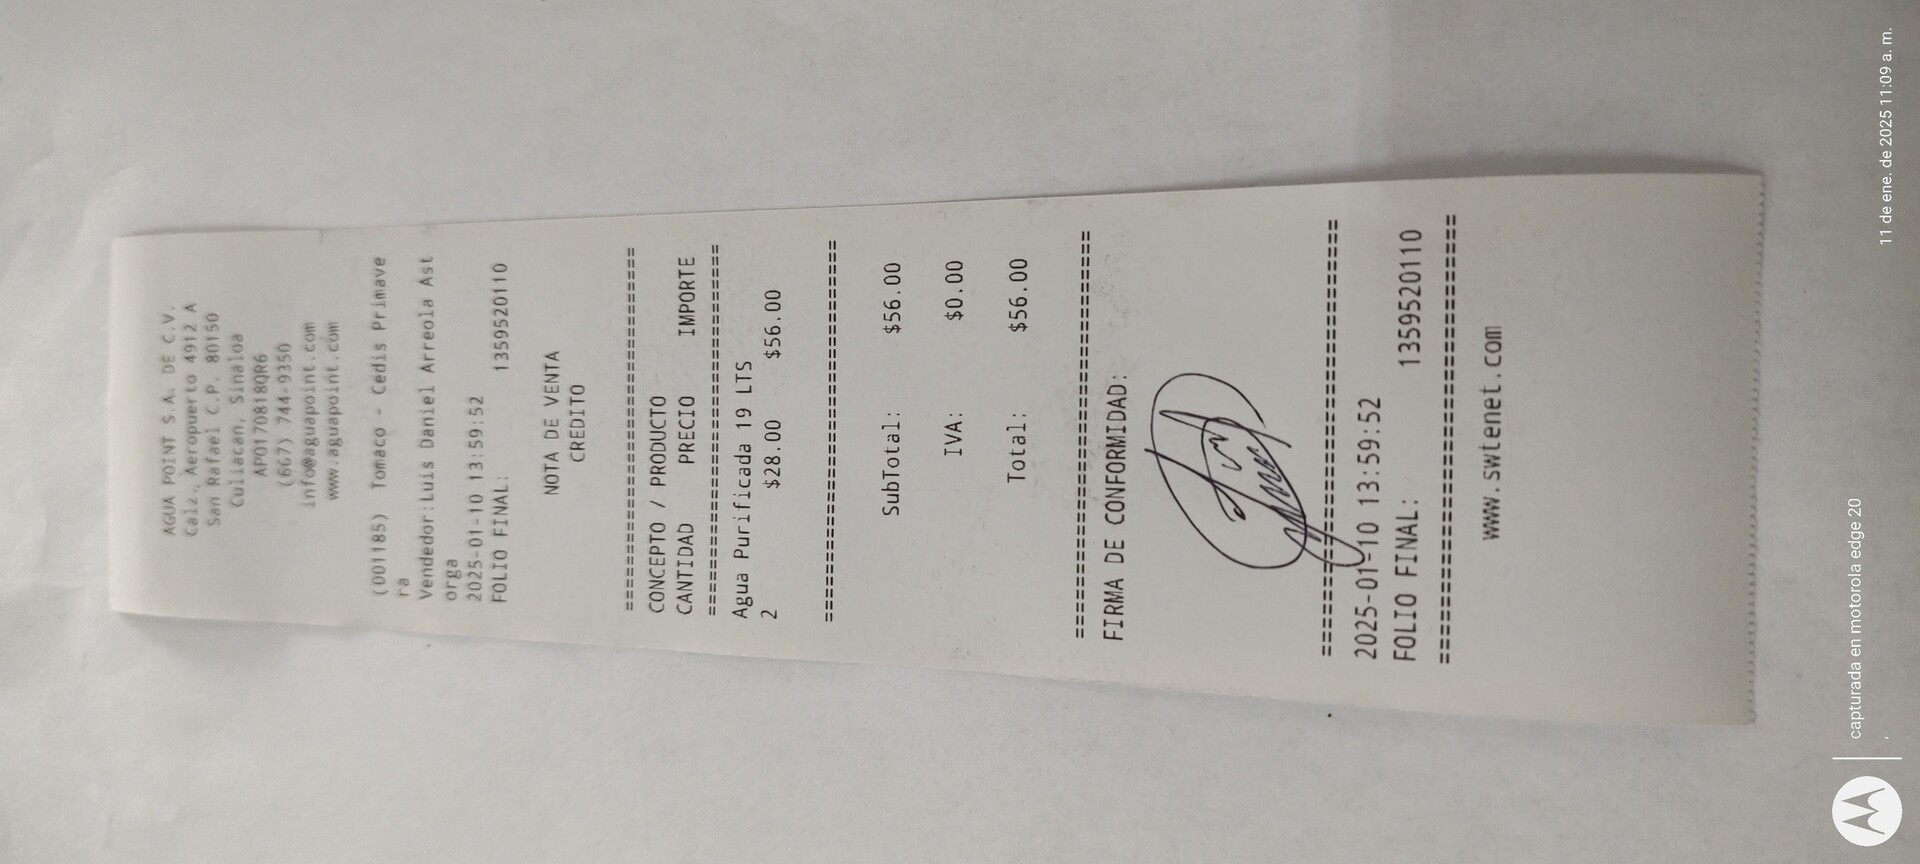 AGUA POINT S.A. DE C.V.
Calz. Aeropuerto 4912 A
San Rafael C.P. 80150
Culiacan, Sinaloa
APO170818QR6
(667) 744-9350
info@aguapoint.com
www.aguapoint.com
(001185) Tomaco - Cedis Primave
ra
Vendedor:Luis Daniel Arreola Ast
orga
2025-01-10 13:59:52
FOLIO FINAL: 1359520110
NOTA DE VENTA
CREDITO
================================
CONCEPTO / PRODUCTO
CANTIDAD PRECIO IMPORTE
================================
Agua Purificada 19 LTS
2 $28.00 $56.00
================================
SubTotal: $56.00
IVA: $0.00
Total: $56.00
================================
FIRMA DE CONFORMIDAD:
================================
2025-01-10 13:59:52
FOLIO FINAL: 1359520110
================================
www.swtenet.com
capturada en motorola edge 20
,
11 de ene. de 2025 11:09 a. m.